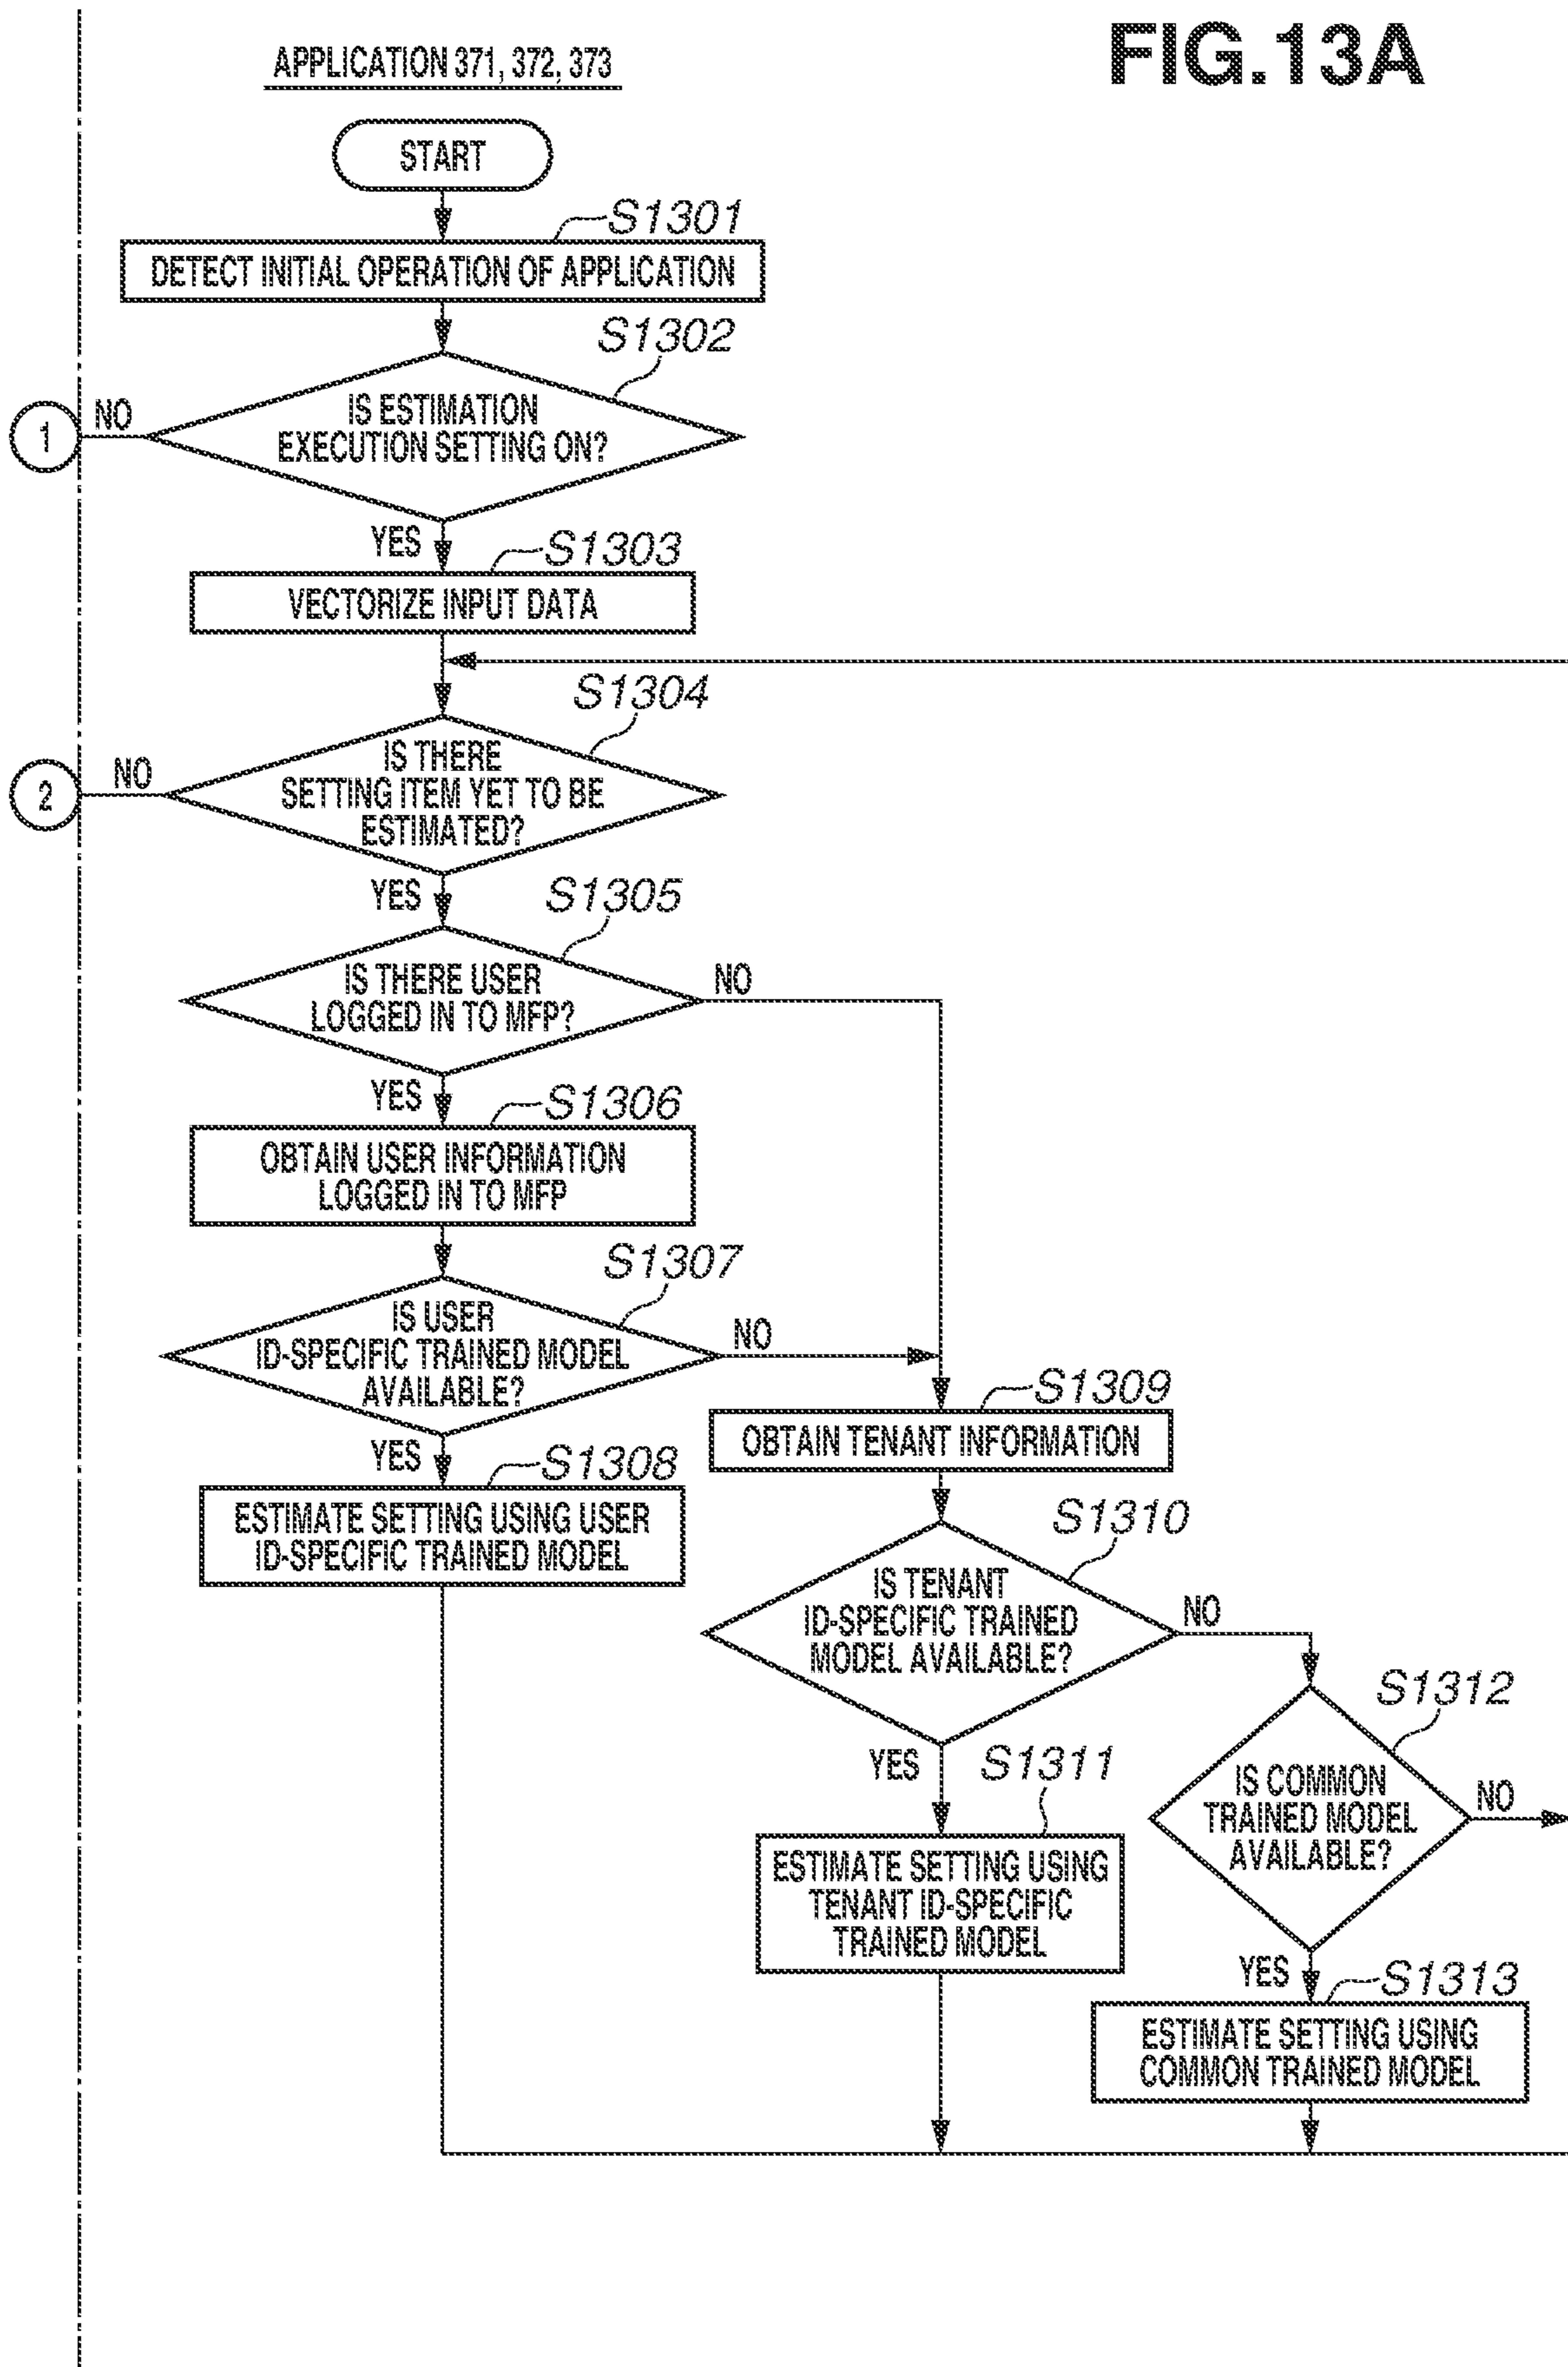 FIG.13A
APPLICATION 371, 372, 373
START
S1301
DETECT INITIAL OPERATION OF APPLICATION
S1302
IS ESTIMATION
EXECUTION SETTING ON?
NO
1
YES
S1303
VECTORIZE INPUT DATA
S1304
IS THERE
SETTING ITEM YET TO BE
ESTIMATED?
NO
2
YES
S1305
IS THERE USER
LOGGED IN TO MFP?
NO
YES
S1306
OBTAIN USER INFORMATION
LOGGED IN TO MFP
S1307
IS USER
ID-SPECIFIC TRAINED MODEL
AVAILABLE?
NO
YES
S1308
ESTIMATE SETTING USING USER
ID-SPECIFIC TRAINED MODEL
S1309
OBTAIN TENANT INFORMATION
S1310
IS TENANT
ID-SPECIFIC TRAINED
MODEL AVAILABLE?
NO
YES
S1311
ESTIMATE SETTING USING
TENANT ID-SPECIFIC
TRAINED MODEL
S1312
IS COMMON
TRAINED MODEL
AVAILABLE?
NO
YES
S1313
ESTIMATE SETTING USING
COMMON TRAINED MODEL